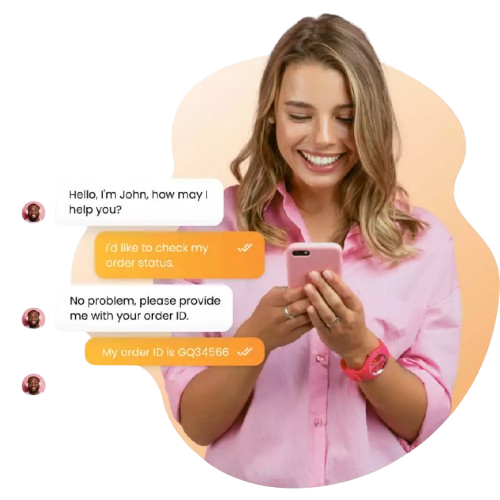 Hello, I'm John, how may I
help you?
I'd like to check my
order status.
No problem, please provide
me with your order ID.
My order ID is GQ34566